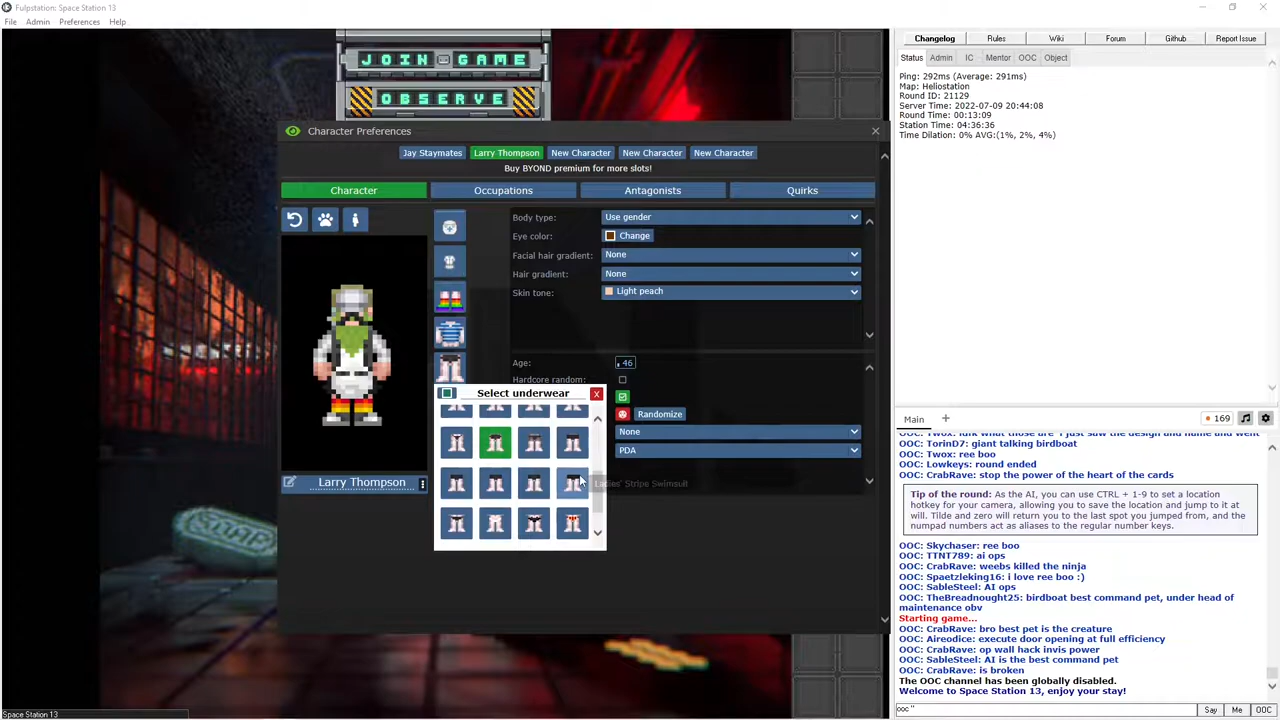 Fulpstation: Space Station 13
File Admin Preferences Help
JOIN GAME
OBSERVE
Character Preferences
Jay Staymates Larry Thompson New Character New Character New Character
Buy BYOND premium for more slots!
Character Occupations Antagonists Quirks
Body type: Use gender
Eye color: Change
Facial hair gradient: None
Hair gradient: None
Skin tone: Light peach
Age: 46
Hardcore random:
Select underwear X
Randomize
None
PDA
Larry Thompson
Ladies' Stripe Swimsuit
Space Station 13
Changelog Rules Wiki Forum Github Report Issue
Status Admin IC Mentor OOC Object
Ping: 292ms (Average: 291ms)
Map: Heliostation
Round ID: 21129
Server Time: 2022-07-09 20:44:08
Round Time: 00:13:09
Station Time: 04:36:36
Time Dilation: 0% AVG:(1%, 2%, 4%)
Main + 169
OOC: TorinD7: giant talking birdboat
OOC: Twox: ree boo
OOC: Lowkeys: round ended
OOC: CrabRave: stop the power of the heart of the cards
Tip of the round: As the AI, you can use CTRL + 1-9 to set a location
hotkey for your camera, allowing you to save the location and jump to it at
will. Tilde and zero will return you to the last spot you jumped from, and the
numpad numbers act as aliases to the regular number keys.
OOC: Skychaser: ree boo
OOC: TTNT789: ai ops
OOC: CrabRave: weebs killed the ninja
OOC: Spaetzleking16: i love ree boo :)
OOC: SableSteel: AI ops
OOC: TheBreadnought25: birdboat best command pet, under head of
maintenance obv
Starting game...
OOC: CrabRave: bro best pet is the creature
OOC: Aireodice: execute door opening at full efficiency
OOC: CrabRave: op wall hack invis power
OOC: SableSteel: AI is the best command pet
OOC: CrabRave: is broken
The OOC channel has been globally disabled.
Welcome to Space Station 13, enjoy your stay!
ooc " Say Me OOC